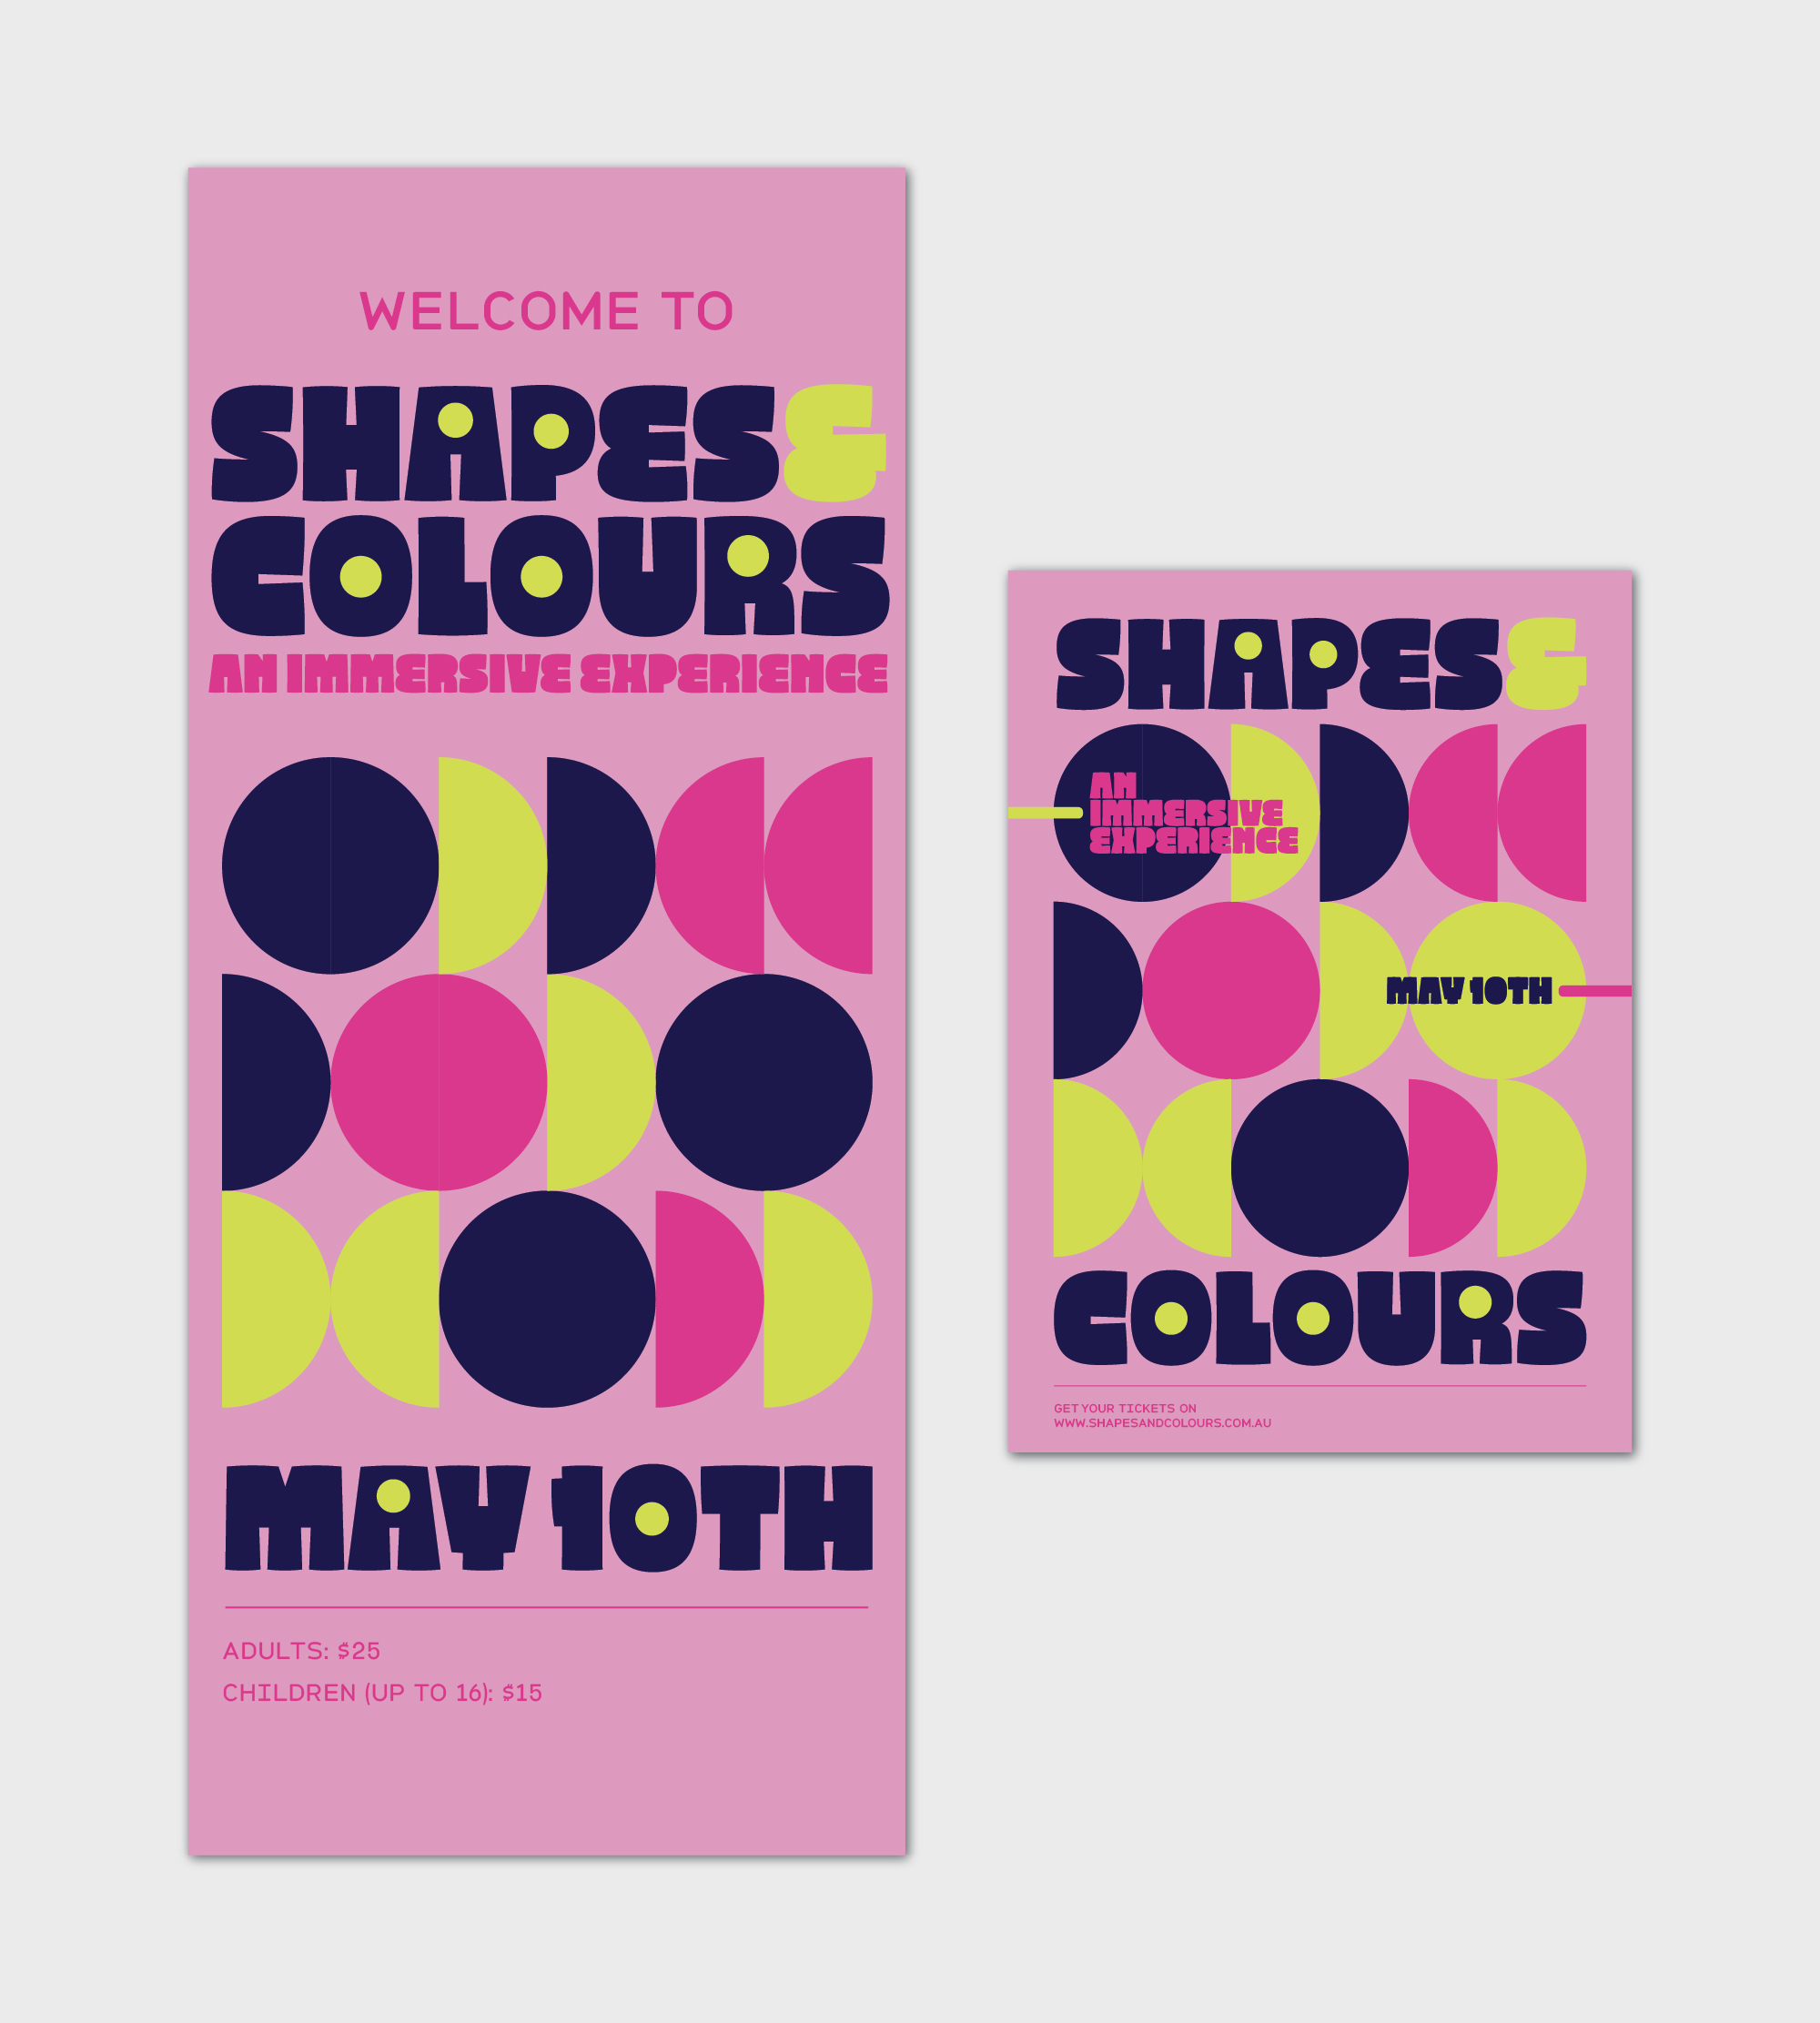 WELCOME TO
SHAPES&
COLOURS
AN IMMERSIVE EXPERIENCE
MAY 10TH
ADULTS: $25
CHILDREN (UP TO 16): $15
SHAPES&
AN
IMMERSIVE
EXPERIENCE
MAY 10TH
COLOURS
GET YOUR TICKETS ON
WWW.SHAPESANDCOLOURS.COM.AU